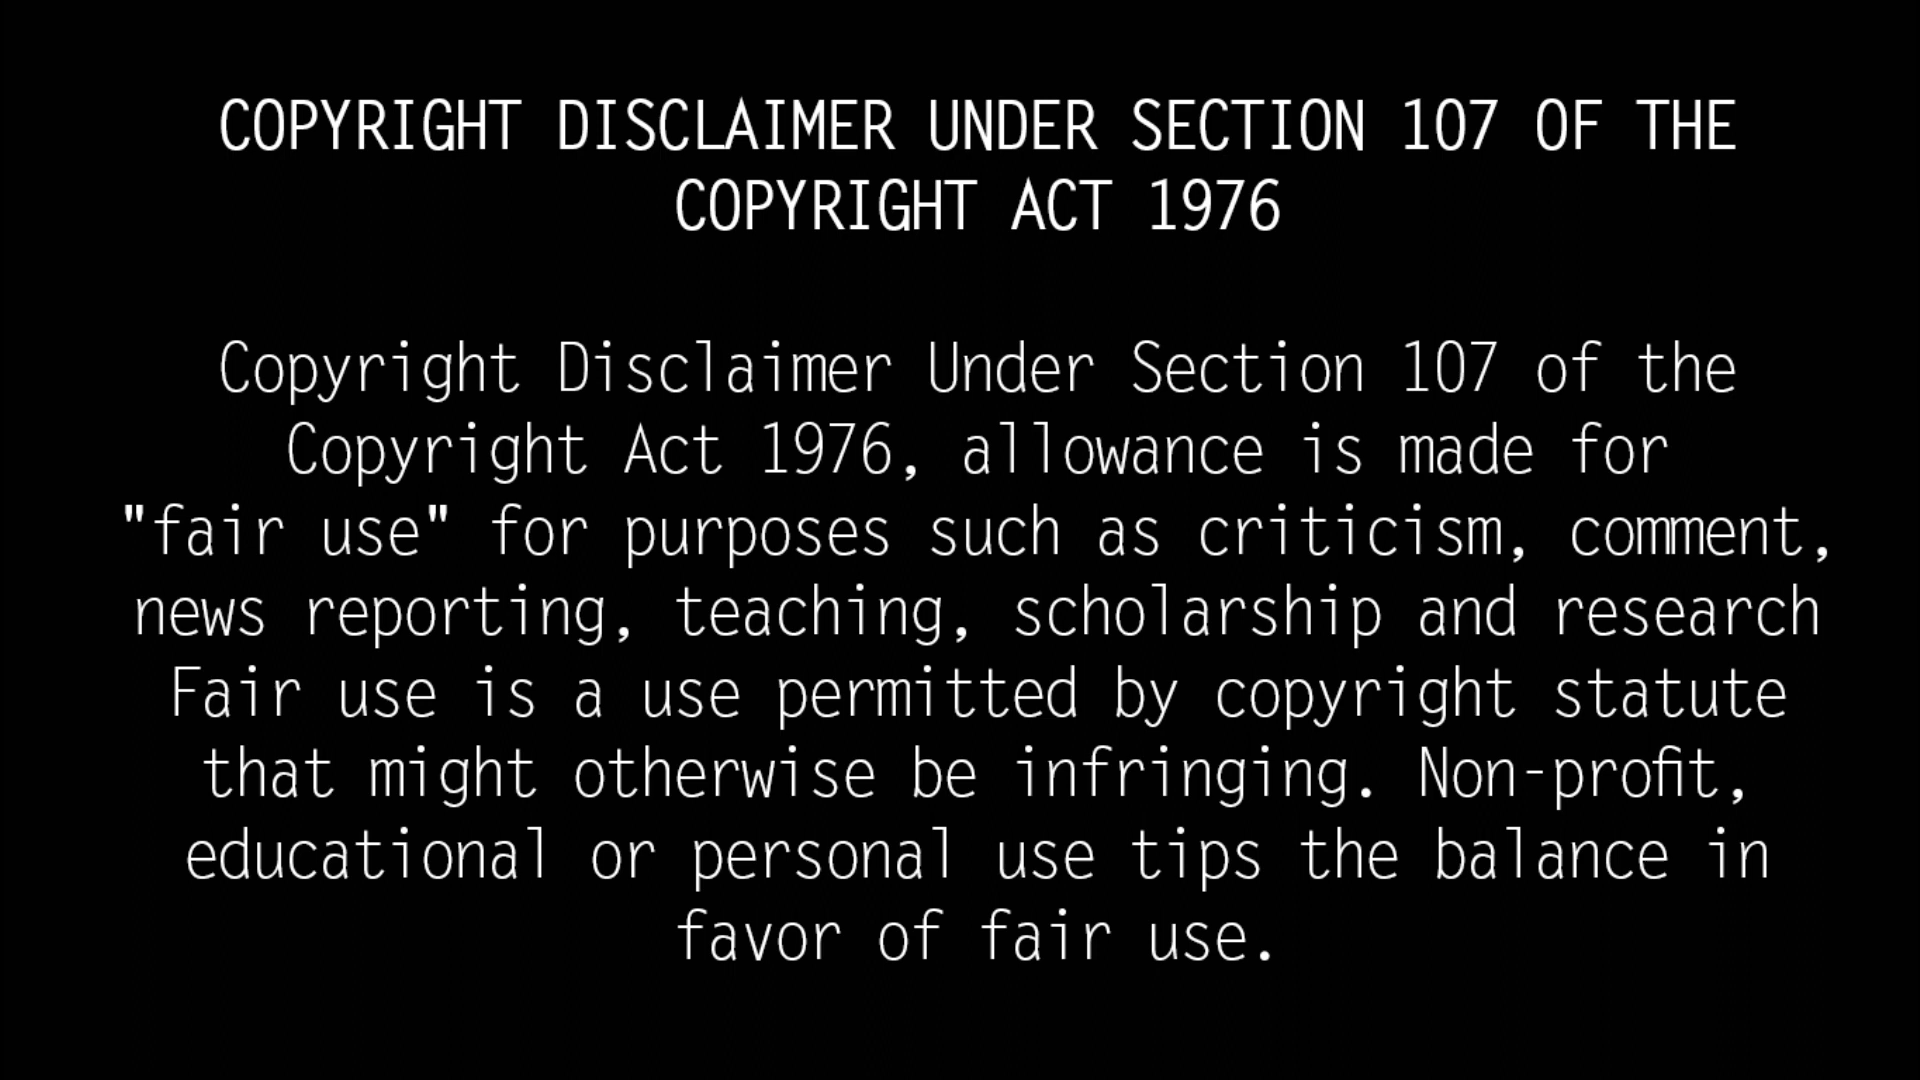 COPYRIGHT DISCLAIMER UNDER SECTION 107 OF THE
COPYRIGHT ACT 1976
Copyright Disclaimer Under Section 107 of the
Copyright Act 1976, allowance is made for
"fair use" for purposes such as criticism, comment,
news reporting, teaching, scholarship and research
Fair use is a use permitted by copyright statute
that might otherwise be infringing. Non-profit,
educational or personal use tips the balance in
favor of fair use.